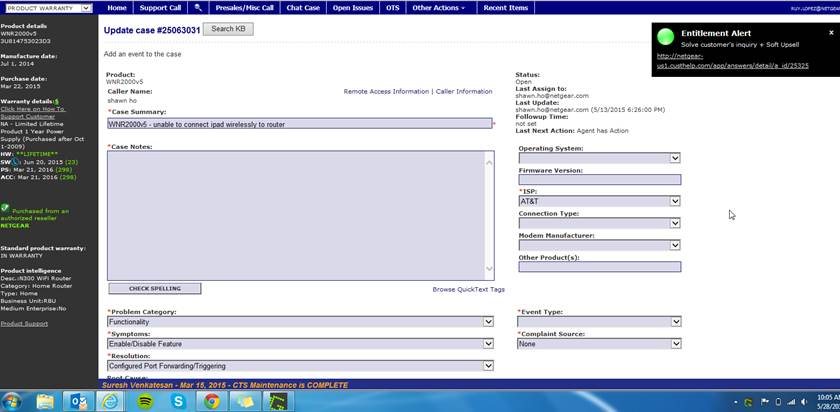 PRODUCT WARRANTY
Home
Support Call
Presales/Misc Call
Chat Case
Open Issues
OTS
Other Actions
Recent Items
Product details
WNR2000v5
3U814753023D3
Manufacture date:
Jul 1, 2014
Purchase date:
Mar 22, 2015
Warranty details:$
Click Here on How To
Support Customer
NA - Limited Lifetime
Product 1 Year Power
Supply (Purchased after Oct
1-2009)
HW: **LIFETIME**
SW : Jun 20, 2015 (23)
PS: Mar 21, 2016 (298)
ACC: Mar 21, 2016 (298)
Purchased from an
authorized reseller
NETGEAR
Standard product warranty:
IN WARRANTY
Product intelligence
Desc.:N300 WiFi Router
Category: Home Router
Type: Home
Business Unit:RBU
Medium Enterprise:No
Product Support
Update case #25063031
Search KB
Add an event to the case
Product:
WNR2000v5
Caller Name
shawn ho
Remote Access Information | Caller Information
*Case Summary:
WNR2000v5 - unable to connect ipad wirelessly to router
*
*Case Notes:
CHECK SPELLING
Browse QuickText Tags
*Problem Category:
Functionality
*Symptoms:
Enable/Disable Feature
*Resolution:
Configured Port Forwarding/Triggering
RUY.LOPEZ@NETGEAR
Entitlement Alert
x
Solve customer's inquiry + Soft Upsell
http://netgear-
us1.custhelp.com/app/answers/detail/a_id/25325
Status:
Open
Last Assign to:
shawn.ho@netgear.com
Last Update:
shawn.ho@netgear.com (5/13/2015 6:26:00 PM)
Followup Time:
not set
Last Next Action: Agent has Action
Operating System:
Firmware Version:
*ISP:
AT&T
Connection Type:
Modem Manufacturer:
Other Product(s):
*Event Type:
*Complaint Source:
None
Suresh Venkatesan - Mar 15, 2015 - CTS Maintenance is COMPLETE
10:05
5/28/20